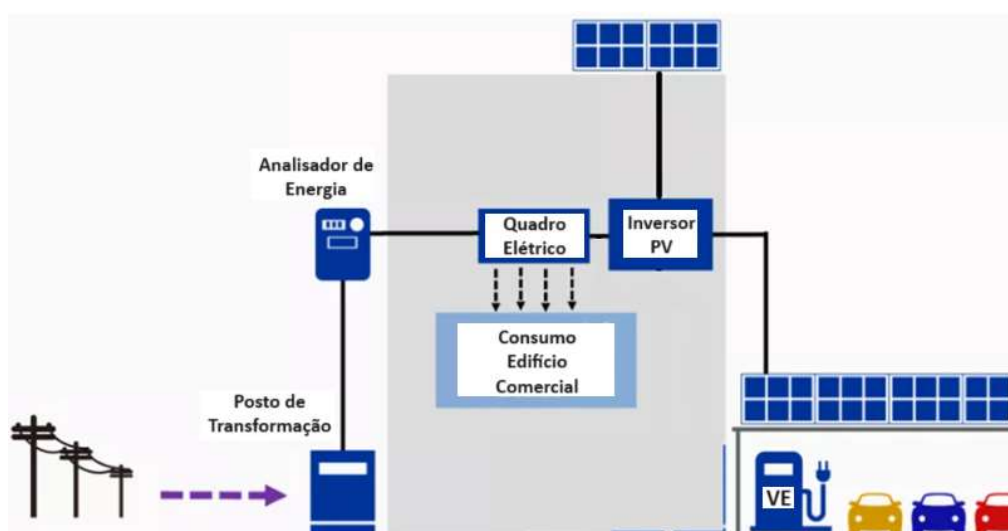 Analisador de
Energia
Quadro
Elétrico
Inversor
PV
Consumo
Edifício
Comercial
Posto de
Transformação
VE